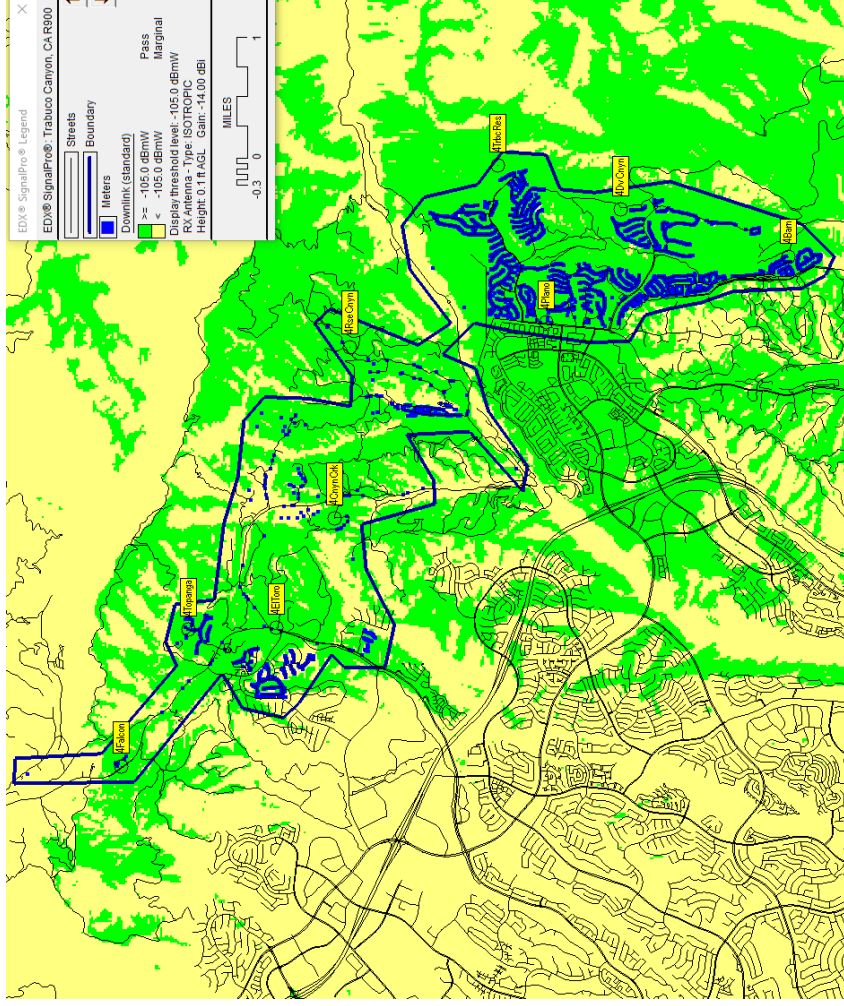 EDX® SignalPro® Legend
EDX® SignalPro®: Trabuco Canyon, CA R900
Streets
Boundary
Meters
Downlink (standard)
>= -105.0 dBmW Pass
< -105.0 dBmW Marginal
Display threshold level: -105.0 dBmW
RX Antenna - Type: ISOTROPIC
Height: 0.1 ft AGL Gain: -14.00 dBi
MILES
-0.3 0 1
4Falcon
4Topanga
4ElToro
4CnynCrk
4RseCnyn
4TrbcRes
4DvCnyn
4Plano
4Barn